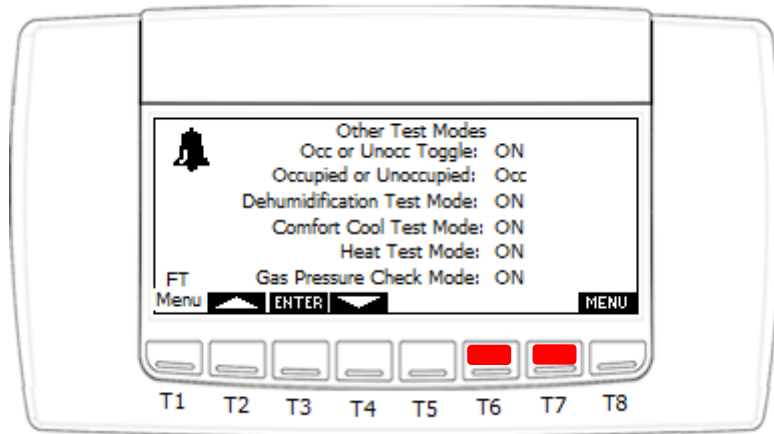 Other Test Modes
Occ or Unocc Toggle: ON
Occupied or Unoccupied: Occ
Dehumidification Test Mode: ON
Comfort Cool Test Mode: ON
Heat Test Mode: ON
Gas Pressure Check Mode: ON
FT
Menu ENTER MENU
T1 T2 T3 T4 T5 T6 T7 T8